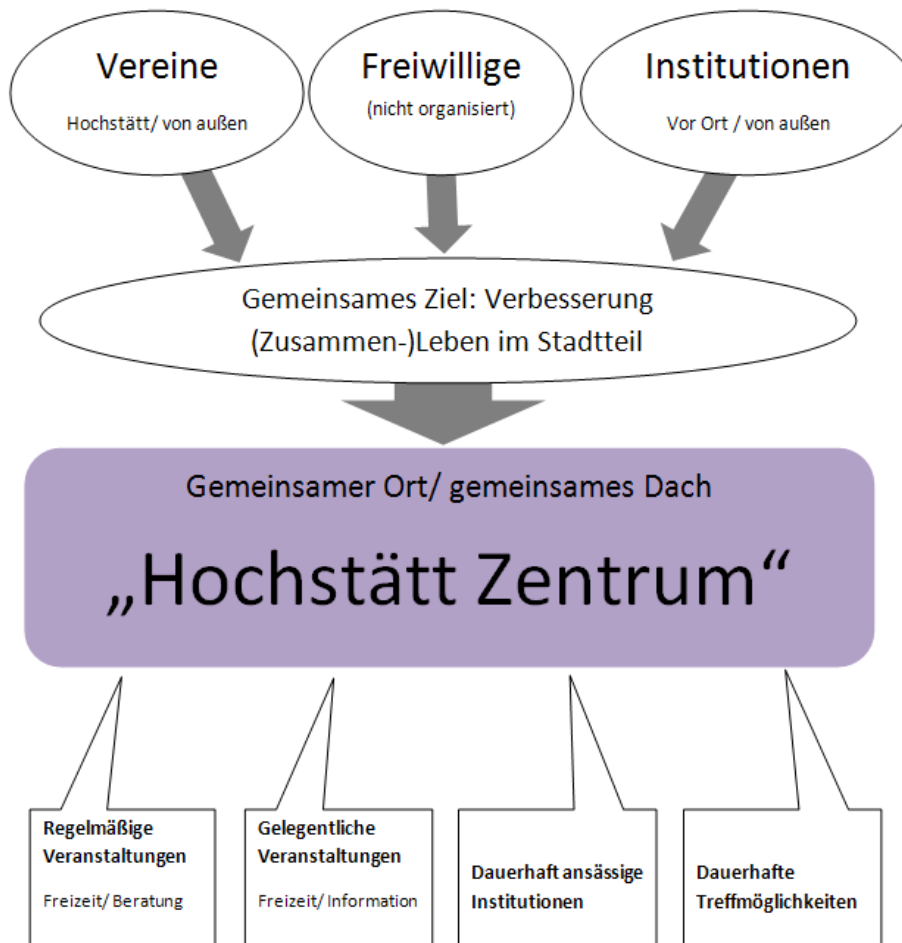 Vereine
Hochstätt/ von außen
Freiwillige
(nicht organisiert)
Institutionen
Vor Ort / von außen
Gemeinsames Ziel: Verbesserung
(Zusammen-)Leben im Stadtteil
Gemeinsamer Ort/ gemeinsames Dach
„Hochstätt Zentrum“
Regelmäßige
Veranstaltungen
Freizeit/ Beratung
Gelegentliche
Veranstaltungen
Freizeit/ Information
Dauerhaft ansässige
Institutionen
Dauerhafte
Treffmöglichkeiten